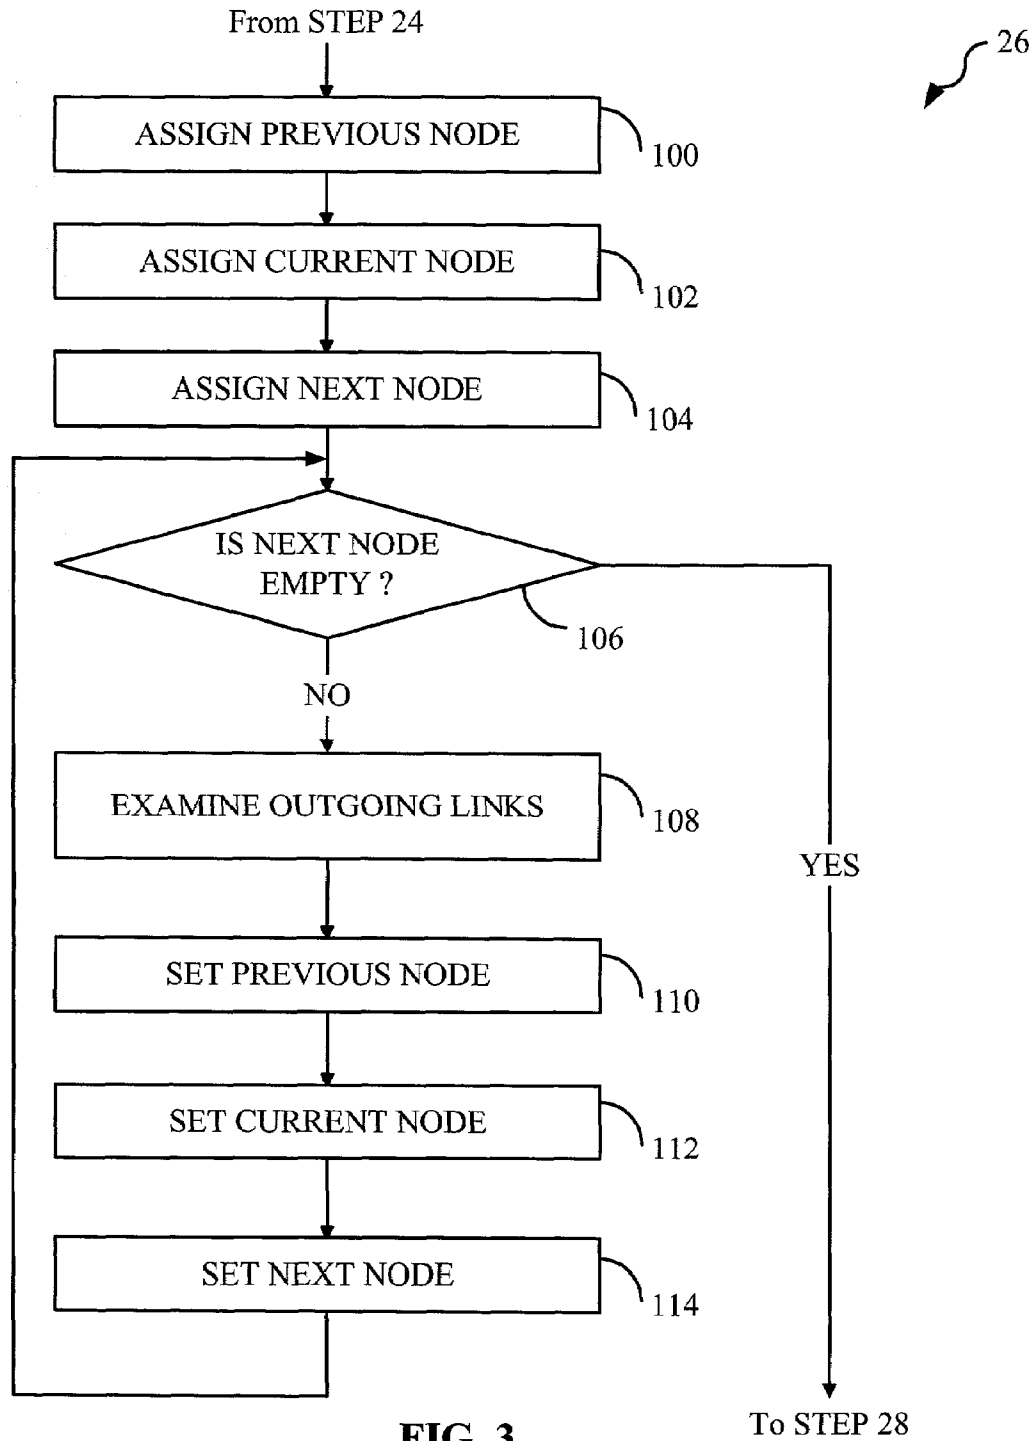 From STEP 24
26
ASSIGN PREVIOUS NODE
100
ASSIGN CURRENT NODE
102
ASSIGN NEXT NODE
104
IS NEXT NODE
EMPTY ?
106
NO
EXAMINE OUTGOING LINKS
108
YES
SET PREVIOUS NODE
110
SET CURRENT NODE
112
SET NEXT NODE
114
FIG. 3
To STEP 28